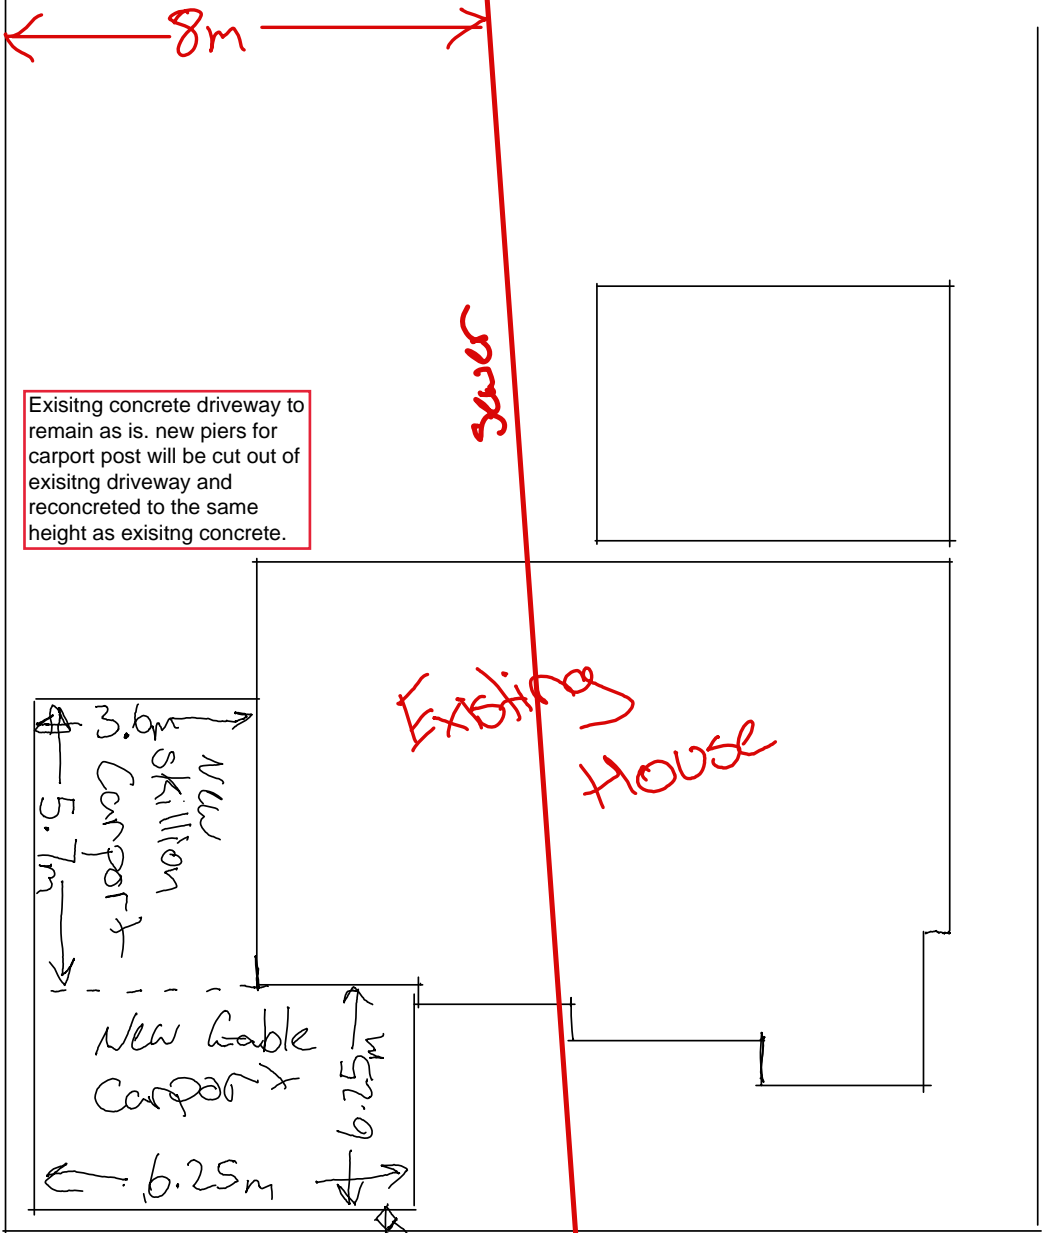 8m
sewer
Exisitng concrete driveway to
remain as is. new piers for
carport post will be cut out of
exisitng driveway and
reconcreted to the same
height as exisitng concrete.
Existing
House
3.6m
New
skillion
Carport
5.7m
New Gable
Carport
6.25m
6.25m